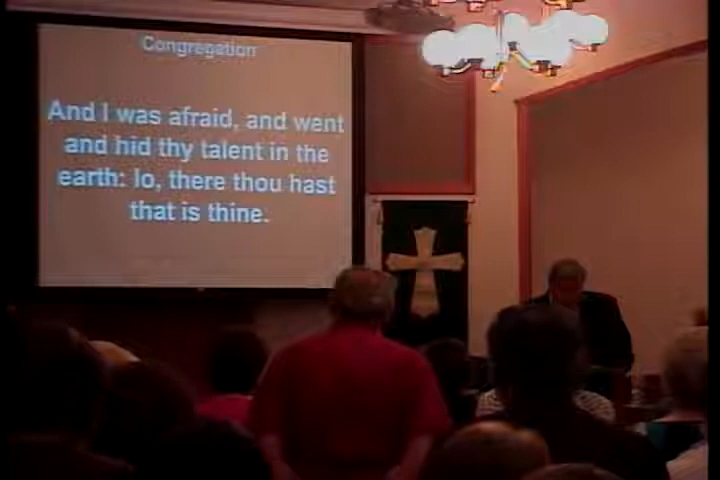 Congregation
And I was afraid, and went
and hid thy talent in the
earth: lo, there thou hast
that is thine.